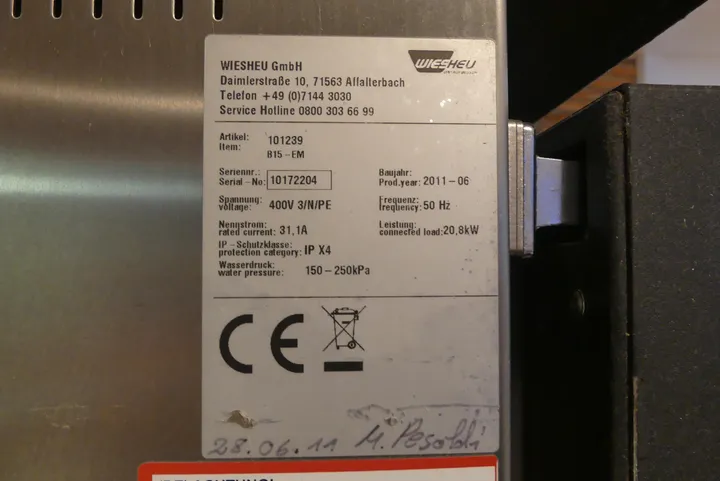 WIESHEU GmbH
Daimlerstraße 10, 71563 Affalterbach
Telefon +49 (0)7144 3030
Service Hotline 0800 303 66 99
WIESHEU
Artikel: 101239
Item: B15-EM
Seriennr.:
Serial-No: 10172204
Baujahr:
Prod.year: 2011-06
Spannung:
voltage: 400V 3/N/PE
Frequenz:
frequency: 50 Hz
Nennstrom:
rated current: 31,1A
Leistung:
connected load: 20,8kW
IP-Schutzklasse:
protection category: IP X4
Wasserdruck:
water pressure: 150-250kPa
CE
28.06.11 M.